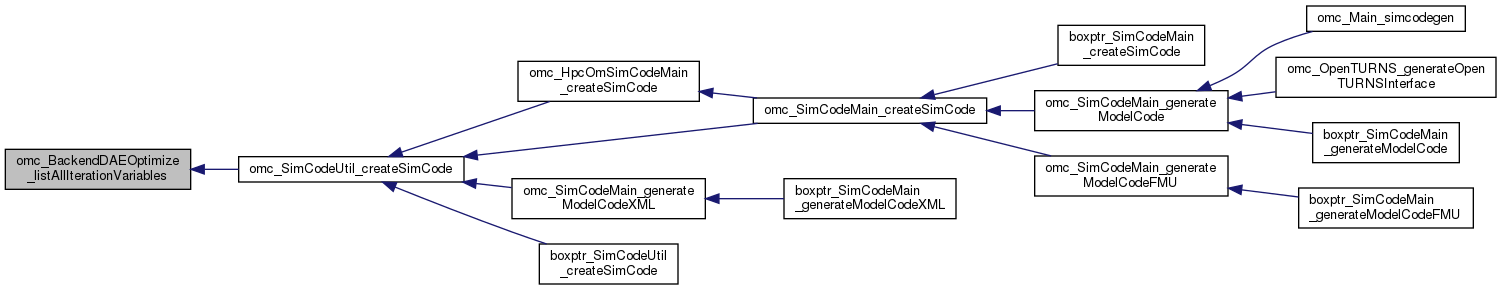 omc_BackendDAEOptimize
_listAllIterationVariables
omc_SimCodeUtil_createSimCode
omc_HpcOmSimCodeMain
_createSimCode
omc_SimCodeMain_generate
ModelCodeXML
boxptr_SimCodeUtil
_createSimCode
omc_SimCodeMain_createSimCode
boxptr_SimCodeMain
_generateModelCodeXML
boxptr_SimCodeMain
_createSimCode
omc_SimCodeMain_generate
ModelCode
omc_SimCodeMain_generate
ModelCodeFMU
omc_Main_simcodegen
omc_OpenTURNS_generateOpen
TURNSInterface
boxptr_SimCodeMain
_generateModelCode
boxptr_SimCodeMain
_generateModelCodeFMU